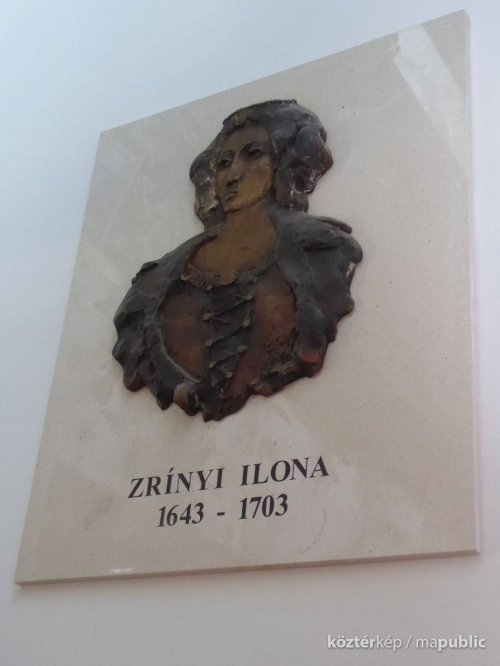 ZRÍNYI ILONA
1643 - 1703
köztérkép / mapublic